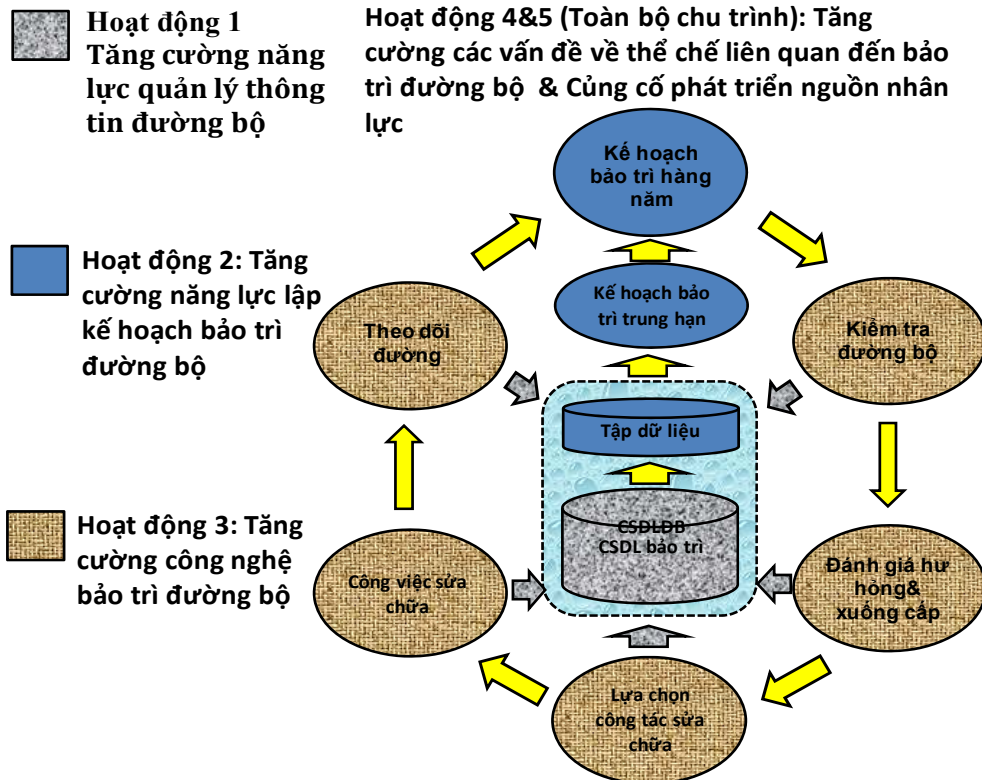 Hoạt động 1
Tăng cường năng
lực quản lý thông
tin đường bộ
Hoạt động 4&5 (Toàn bộ chu trình): Tăng
cường các vấn đề về thể chế liên quan đến bảo
trì đường bộ & Củng cố phát triển nguồn nhân
lực
Kế hoạch
bảo trì hàng
năm
Hoạt động 2: Tăng
cường năng lực lập
kế hoạch bảo trì
đường bộ
Kế hoạch bảo
trì trung hạn
Theo dõi
đường
Kiểm tra
đường bộ
Tập dữ liệu
Hoạt động 3: Tăng
cường công nghệ
bảo trì đường bộ
CSDLĐB
CSDL bảo trì
Công việc sửa
chữa
Đánh giá hư
hỏng&
xuống cấp
Lựa chọn
công tác sửa
chữa